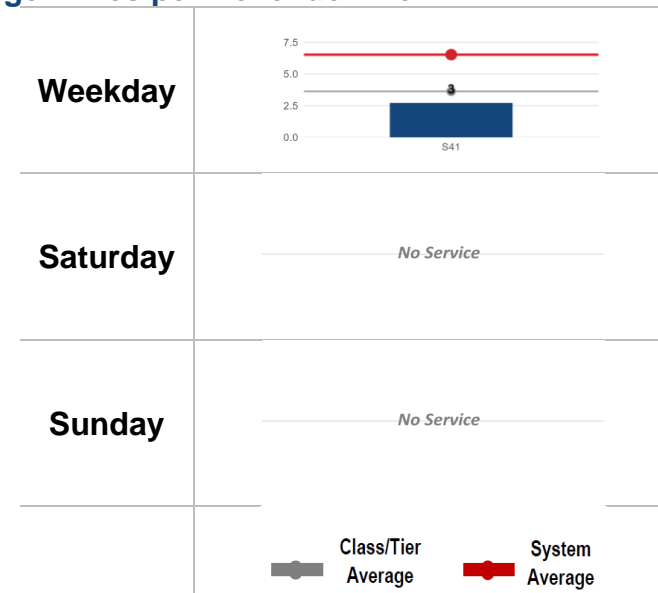 Weekday
7.5
5.0
3
2.5
0.0
S41
Saturday
No Service
Sunday
No Service
Class/Tier
Average
System
Average